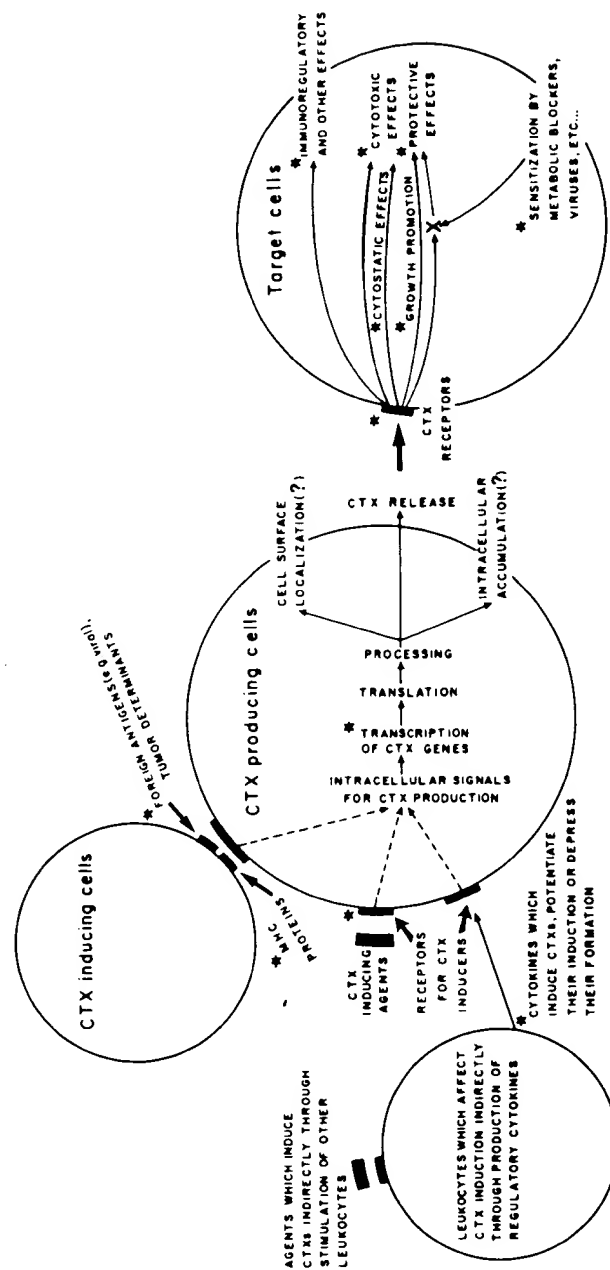 AGENTS WHICH INDUCE
CTXs INDIRECTLY THROUGH
STIMULATION OF OTHER
LEUKOCYTES
LEUKOCYTES WHICH AFFECT
CTX INDUCTION INDIRECTLY
THROUGH PRODUCTION OF
REGULATORY CYTOKINES
CTX inducing cells
* MHC
PROTEINS
* FOREIGN ANTIGENS (e g viral),
TUMOR DETERMINANTS
CTX
INDUCING
AGENTS
*
RECEPTORS
FOR CTX
INDUCERS
* CYTOKINES WHICH
INDUCE CTXs, POTENTIATE
THEIR INDUCTION OR DEPRESS
THEIR FORMATION
CTX producing cells
INTRACELLULAR SIGNALS
FOR CTX PRODUCTION
* TRANSCRIPTION
OF CTX GENES
TRANSLATION
PROCESSING
CELL SURFACE
LOCALIZATION(?)
CTX RELEASE
INTRACELLULAR
ACCUMULATION(?)
Target cells
*
CTX
RECEPTORS
* IMMUNOREGULATORY
AND OTHER EFFECTS
* CYTOSTATIC EFFECTS
* CYTOTOXIC
EFFECTS
* GROWTH PROMOTION
* PROTECTIVE
EFFECTS
X
* SENSITIZATION BY
METABOLIC BLOCKERS,
VIRUSES, ETC...